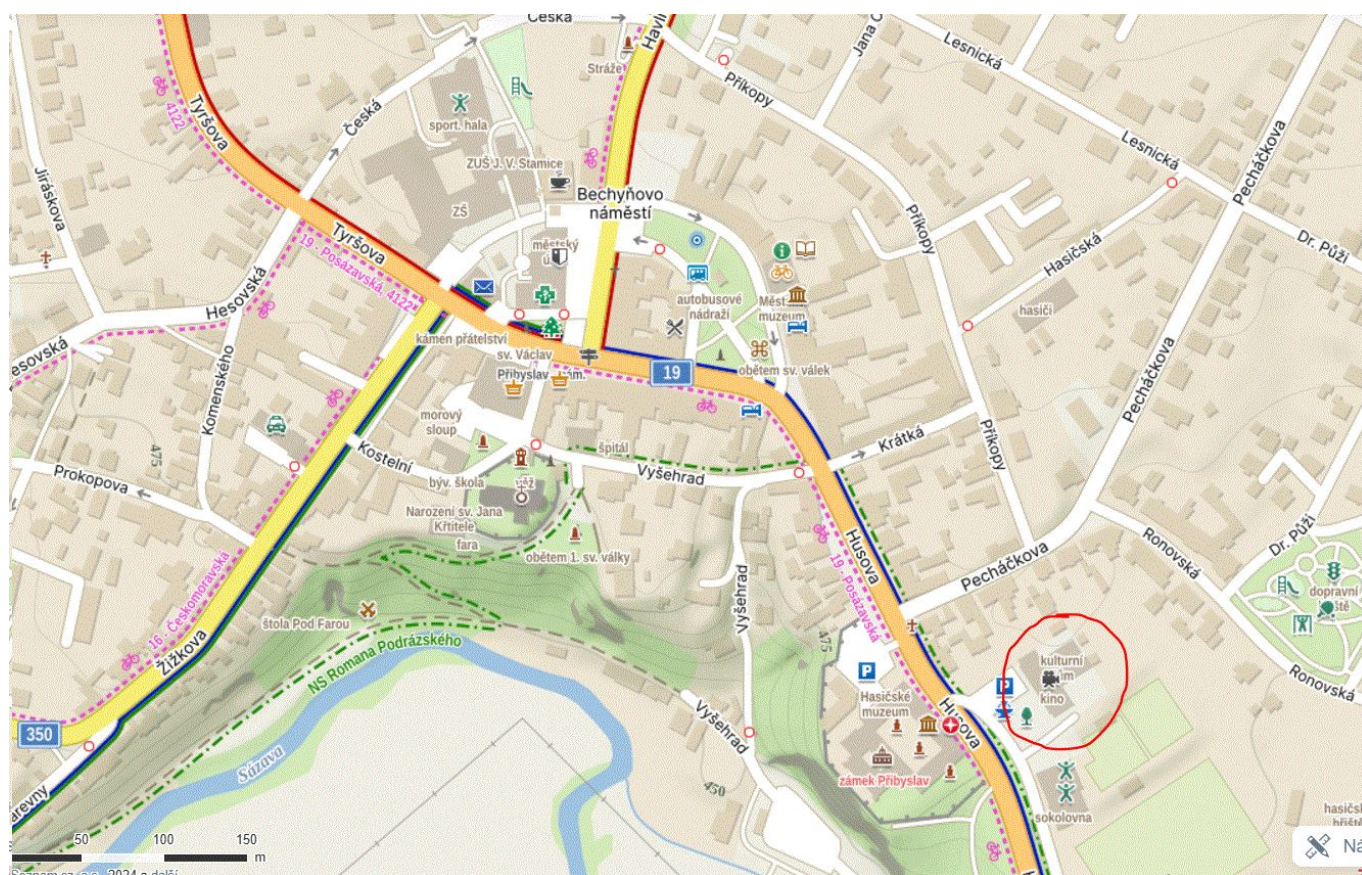 Česká
Havlí
Stráže
Jana
Lesnická
Příkopy
Tyršova
4122
Česká
sport. hala
Lesnická
Pecháčkova
ZUŠ J. V. Stamice
Jiráskova
Bechyňovo
náměstí
ZŠ
Příkopy
Dr. Půži
Tyršova
19 : Posázavská, 4122
městský
Hasičská
Hesovská
autobusové
nádraží
muzeum
hasiči
esovská
kámen přátelství
sv. Václav
19
obětem sv. válek
Komenského
Pecháčkova
morový
sloup
475
Kostelní
špitál
Krátká
Příkopy
Prokopova
Vyšehrad
býv. škola
věž
Narození sv. Jana
Křtitele
fara
obětem 1. sv. války
Husova
19 : Posázavská
Pecháčkova
Ronovská
Dr. Půži
dopravní
16 : Českomoravská
štola Pod Farou
Vyšehrad
475
NS Romana Podrázského
Žižkova
P
kulturní
kino
P
Ronovská
Hasičské
muzeum
Husova
350
Vyšehrad
Sázava
zámek Přibyslav
450
arevny
sokolovna
50 100 150
m
Ná